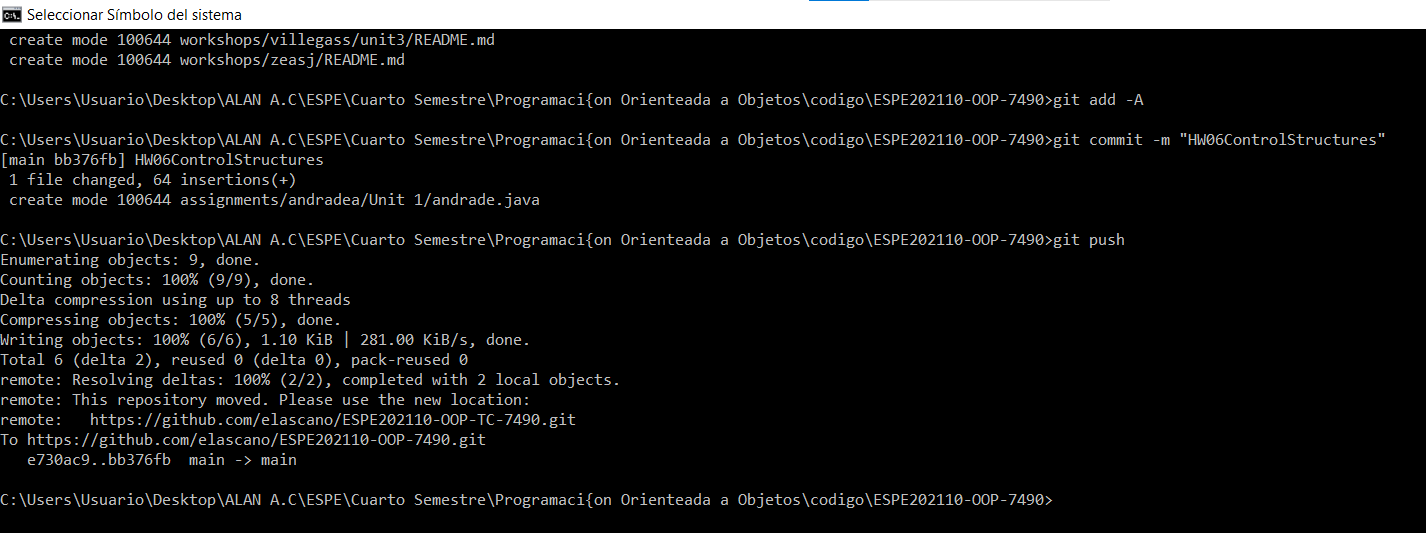 Seleccionar Símbolo del sistema
 create mode 100644 workshops/villegass/unit3/README.md
 create mode 100644 workshops/zeasj/README.md
C:\Users\Usuario\Desktop\ALAN A.C\ESPE\Cuarto Semestre\Programaci{on Orienteada a Objetos\codigo\ESPE202110-OOP-7490>git add -A
C:\Users\Usuario\Desktop\ALAN A.C\ESPE\Cuarto Semestre\Programaci{on Orienteada a Objetos\codigo\ESPE202110-OOP-7490>git commit -m "HW06ControlStructures"
[main bb376fb] HW06ControlStructures
 1 file changed, 64 insertions(+)
 create mode 100644 assignments/andradea/Unit 1/andrade.java
C:\Users\Usuario\Desktop\ALAN A.C\ESPE\Cuarto Semestre\Programaci{on Orienteada a Objetos\codigo\ESPE202110-OOP-7490>git push
Enumerating objects: 9, done.
Counting objects: 100% (9/9), done.
Delta compression using up to 8 threads
Compressing objects: 100% (5/5), done.
Writing objects: 100% (6/6), 1.10 KiB | 281.00 KiB/s, done.
Total 6 (delta 2), reused 0 (delta 0), pack-reused 0
remote: Resolving deltas: 100% (2/2), completed with 2 local objects.
remote: This repository moved. Please use the new location:
remote:   https://github.com/elascano/ESPE202110-OOP-TC-7490.git
To https://github.com/elascano/ESPE202110-OOP-7490.git
   e730ac9..bb376fb  main -> main
C:\Users\Usuario\Desktop\ALAN A.C\ESPE\Cuarto Semestre\Programaci{on Orienteada a Objetos\codigo\ESPE202110-OOP-7490>